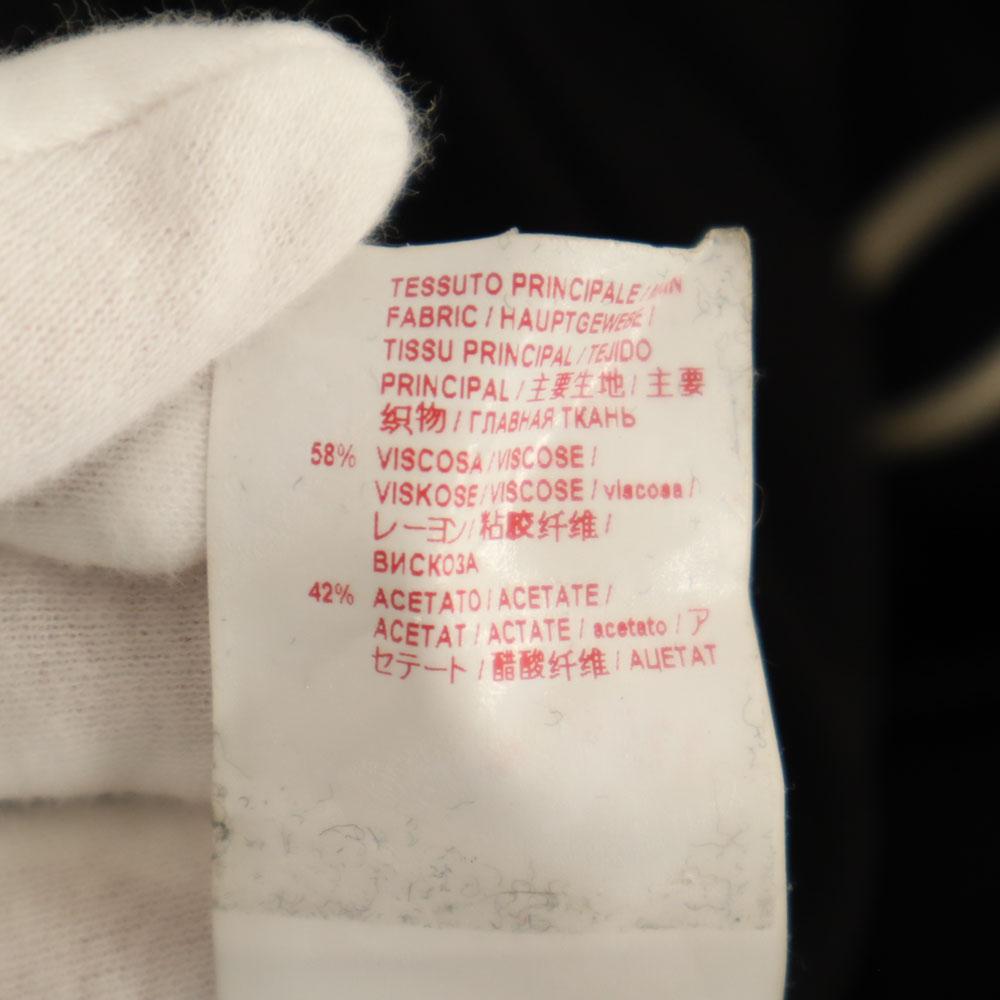 TESSUTO PRINCIPALE / MAIN
FABRIC / HAUPTGEWEBE /
TISSU PRINCIPAL / TEJIDO
PRINCIPAL / 主要生地 / 主要
织物 / ГЛАВНАЯ ТКАНЬ
58% VISCOSA / VISCOSE /
VISKOSE / VISCOSE / viscosa /
レーヨン / 粘胶纤维 /
ВИСКОЗА
42% ACETATO / ACETATE /
ACETAT / ACTATE / acetato / ア
セテート / 醋酸纤维 / АЦЕТАТ